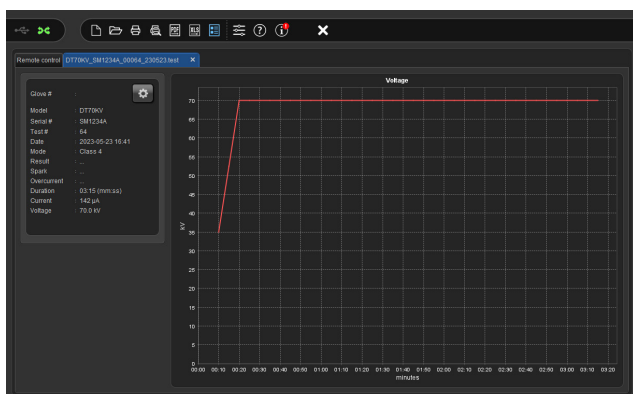 PDF XLS
Remote control DT70KV_SM1234A_00064_230523.test ×
Glove # :
Model : DT70KV
Serial # : SM1234A
Test # : 64
Date : 2023-05-23 16:41
Mode : Class 4
Result : ...
Spark : ...
Overcurrent : ...
Duration : 03:15 (mm:ss)
Current : 142 µA
Voltage : 70.0 kV
Voltage
70
65
60
55
50
45
40
35
30
25
20
15
10
5
0
kV
00:00 00:10 00:20 00:30 00:40 00:50 01:00 01:10 01:20 01:30 01:40 01:50 02:00 02:10 02:20 02:30 02:40 02:50 03:00 03:10 03:20
minutes